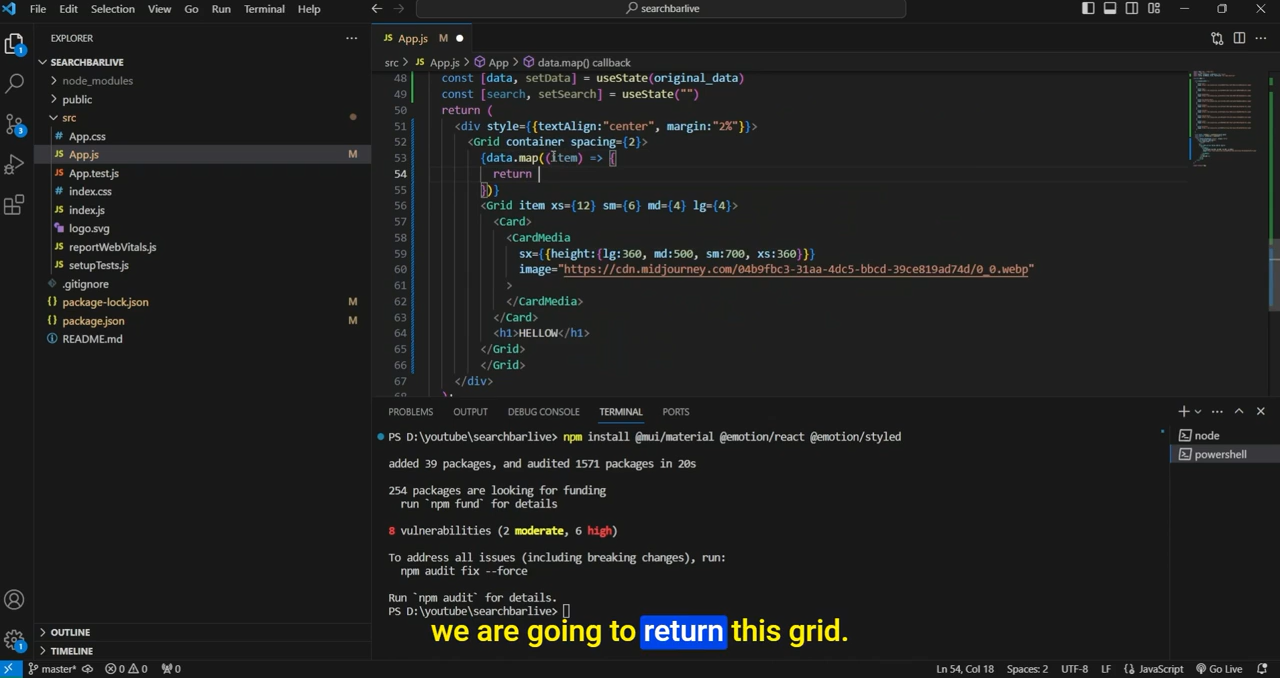 File Edit Selection View Go Run Terminal Help
searchbarlive
EXPLORER
SEARCHBARLIVE
node_modules
public
src
App.css
App.js M
App.test.js
index.css
index.js
logo.svg
reportWebVitals.js
setupTests.js
.gitignore
package-lock.json M
package.json M
README.md
OUTLINE
TIMELINE
1
3
1
App.js M
src > App.js > App > data.map() callback
48 const [data, setData] = useState(original_data)
49 const [search, setSearch] = useState("")
50 return (
51 <div style={{textAlign:"center", margin:"2%"}}>
52 <Grid container spacing={2}>
53 {data.map((item) => {
54 return
55 })}
56 <Grid item xs={12} sm={6} md={4} lg={4}>
57 <Card>
58 <CardMedia
59 sx={{height:{lg:360, md:500, sm:700, xs:360}}}
60 image="https://cdn.midjourney.com/04b9fbc3-31aa-4dc5-bbcd-39ce819ad74d/0_0.webp"
61 >
62 </CardMedia>
63 </Card>
64 <h1>HELLOW</h1>
65 </Grid>
66 </Grid>
67 </div>
68 );
PROBLEMS OUTPUT DEBUG CONSOLE TERMINAL PORTS
PS D:\youtube\searchbarlive> npm install @mui/material @emotion/react @emotion/styled
added 39 packages, and audited 1571 packages in 20s
254 packages are looking for funding
run `npm fund` for details
8 vulnerabilities (2 moderate, 6 high)
To address all issues (including breaking changes), run:
npm audit fix --force
Run `npm audit` for details.
PS D:\youtube\searchbarlive>
node
powershell
we are going to return this grid.
master* 0 0 0 Ln 54, Col 18 Spaces: 2 UTF-8 LF JavaScript Go Live